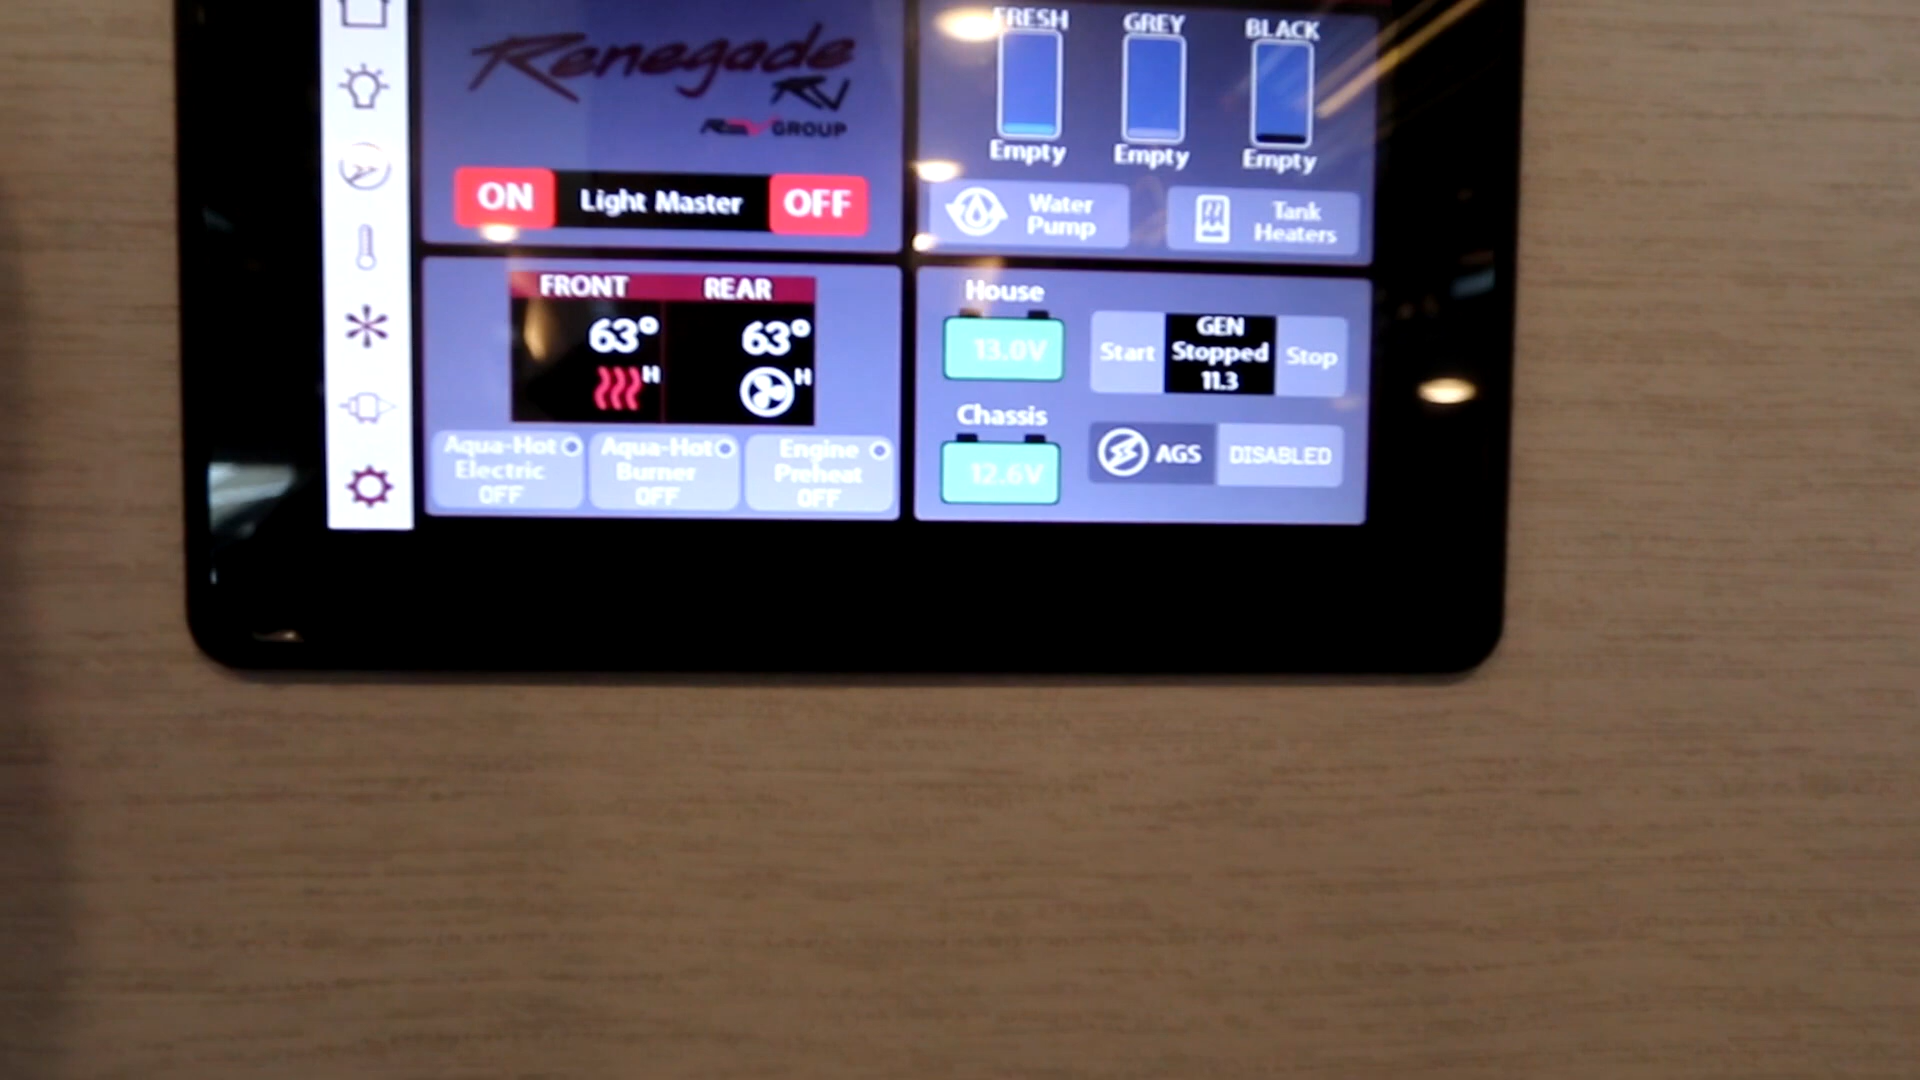 Renegade
RV
REV GROUP
ON Light Master OFF
FRESH GREY BLACK
Empty Empty Empty
Water
Pump
Tank
Heaters
FRONT REAR
63° 63°
H H
Aqua-Hot
Electric
OFF
Aqua-Hot
Burner
OFF
Engine
Preheat
OFF
House
13.0V
Chassis
12.6V
Start
GEN
Stopped
11.3
Stop
AGS DISABLED